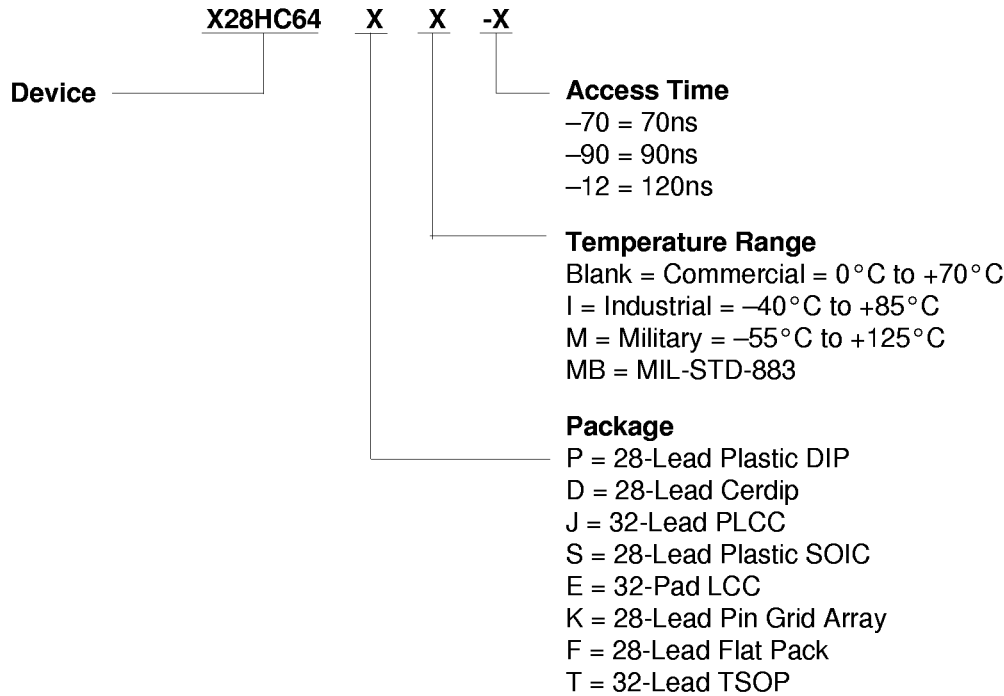 X28HC64 X X -X
Device
Access Time
–70 = 70ns
–90 = 90ns
–12 = 120ns
Temperature Range
Blank = Commercial = 0°C to +70°C
I = Industrial = –40°C to +85°C
M = Military = –55°C to +125°C
MB = MIL-STD-883
Package
P = 28-Lead Plastic DIP
D = 28-Lead Cerdip
J = 32-Lead PLCC
S = 28-Lead Plastic SOIC
E = 32-Pad LCC
K = 28-Lead Pin Grid Array
F = 28-Lead Flat Pack
T = 32-Lead TSOP